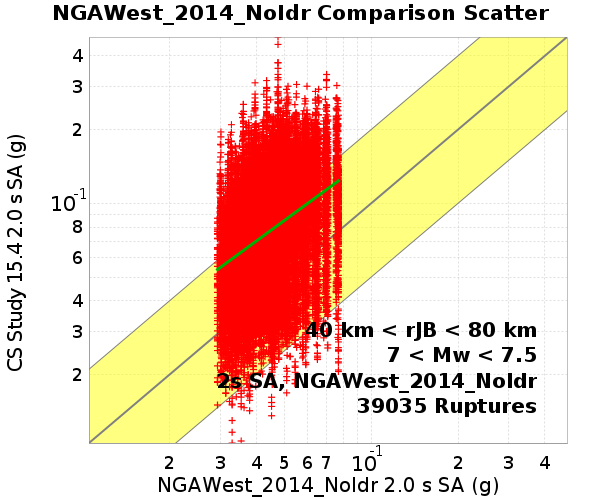 NGAWest_2014_NoIdr Comparison Scatter
CS Study 15.4 2.0 s SA (g)
4
3
2
10-1
8
6
4
3
2
40 km < rJB < 80 km
7 < Mw < 7.5
2s SA, NGAWest_2014_NoIdr
39035 Ruptures
2 3 4 5 6 7 10-1 2 3 4
NGAWest_2014_NoIdr 2.0 s SA (g)